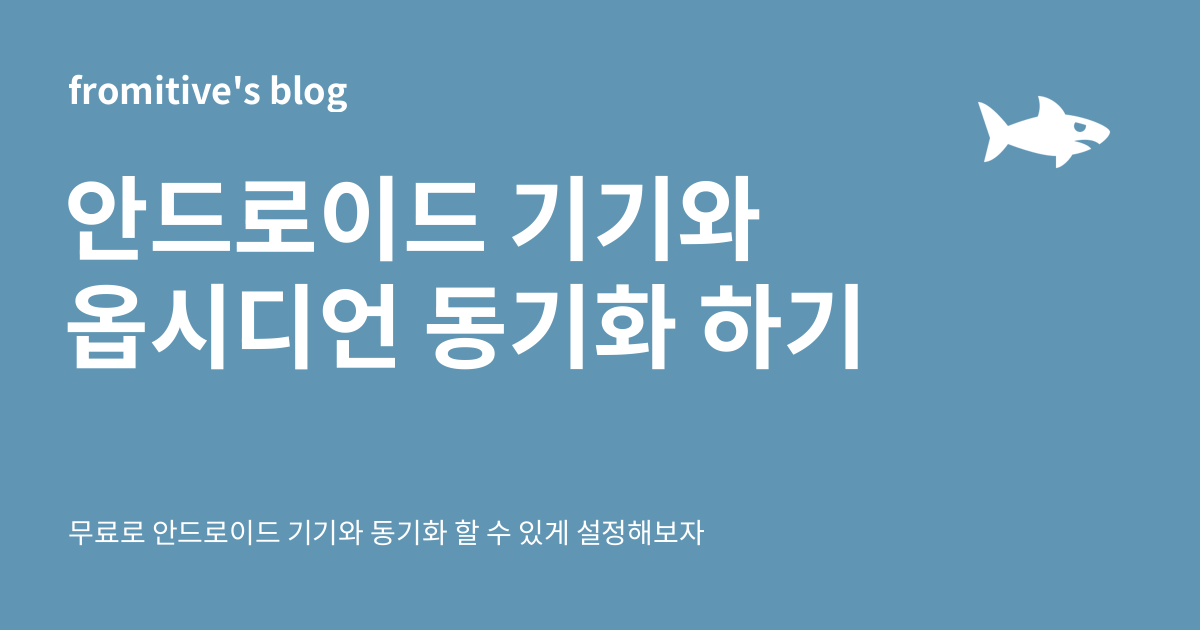 fromitive's blog
안드로이드 기기와
옵시디언 동기화 하기
무료로 안드로이드 기기와 동기화 할 수 있게 설정해보자